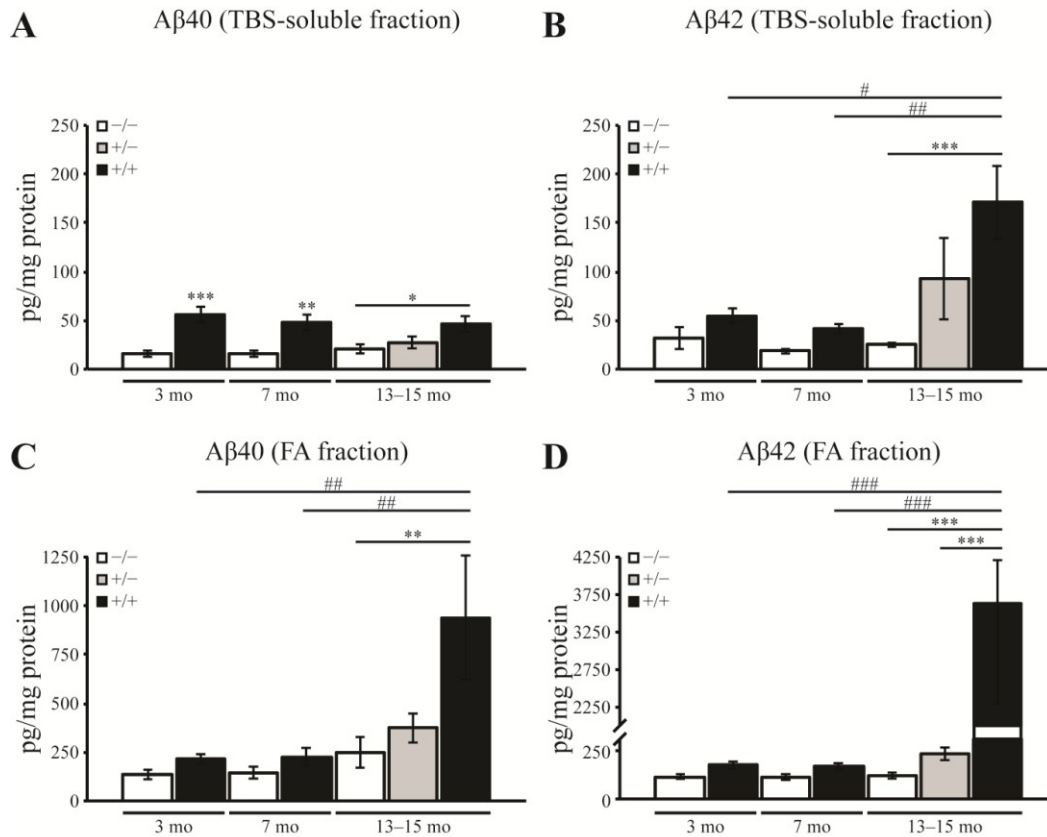 A
Aβ40 (TBS-soluble fraction)
250
200
150
100
50
0
pg/mg protein
−/−
+/−
+/+
***
**
*
3 mo
7 mo
13–15 mo
B
Aβ42 (TBS-soluble fraction)
#
##
***
250
200
150
100
50
0
pg/mg protein
−/−
+/−
+/+
3 mo
7 mo
13–15 mo
C
Aβ40 (FA fraction)
##
##
**
1250
1000
750
500
250
0
pg/mg protein
−/−
+/−
+/+
3 mo
7 mo
13–15 mo
D
Aβ42 (FA fraction)
###
###
***
***
4250
3750
3250
2750
2250
250
0
pg/mg protein
−/−
+/−
+/+
3 mo
7 mo
13–15 mo